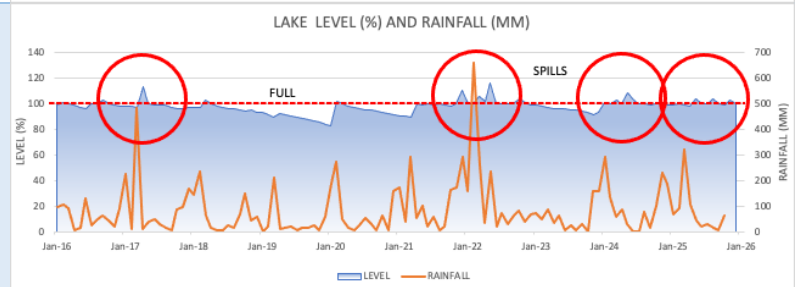 LAKE LEVEL (%) AND RAINFALL (MM)
140 700
120 SPILLS 600
FULL
100 500
80 400
60 300
40 200
20 100
0 0
LEVEL (%)
RAINFALL (MM)
Jan-16 Jan-17 Jan-18 Jan-19 Jan-20 Jan-21 Jan-22 Jan-23 Jan-24 Jan-25 Jan-26
LEVEL RAINFALL